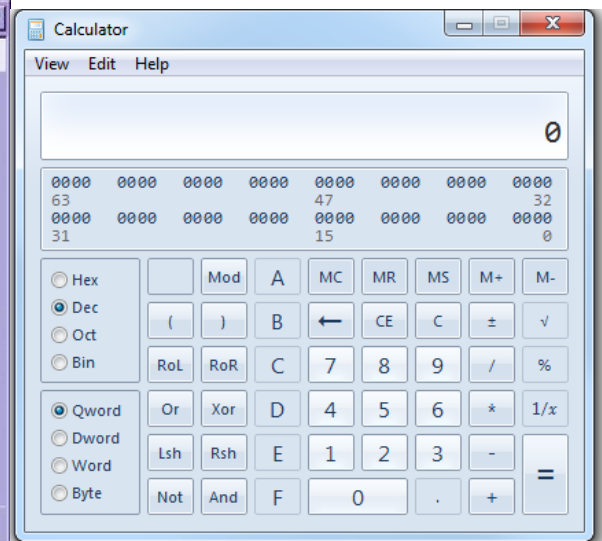 Calculator
View Edit Help
0
0000 0000 0000 0000 0000 0000 0000 0000
63 47 32
0000 0000 0000 0000 0000 0000 0000 0000
31 15 0
Hex Mod A MC MR MS M+ M-
Dec ( ) B ← CE C ± √
Oct
Bin RoL RoR C 7 8 9 / %
Qword Or Xor D 4 5 6 * 1/x
Dword
Word Lsh Rsh E 1 2 3 - =
Byte Not And F 0 . +